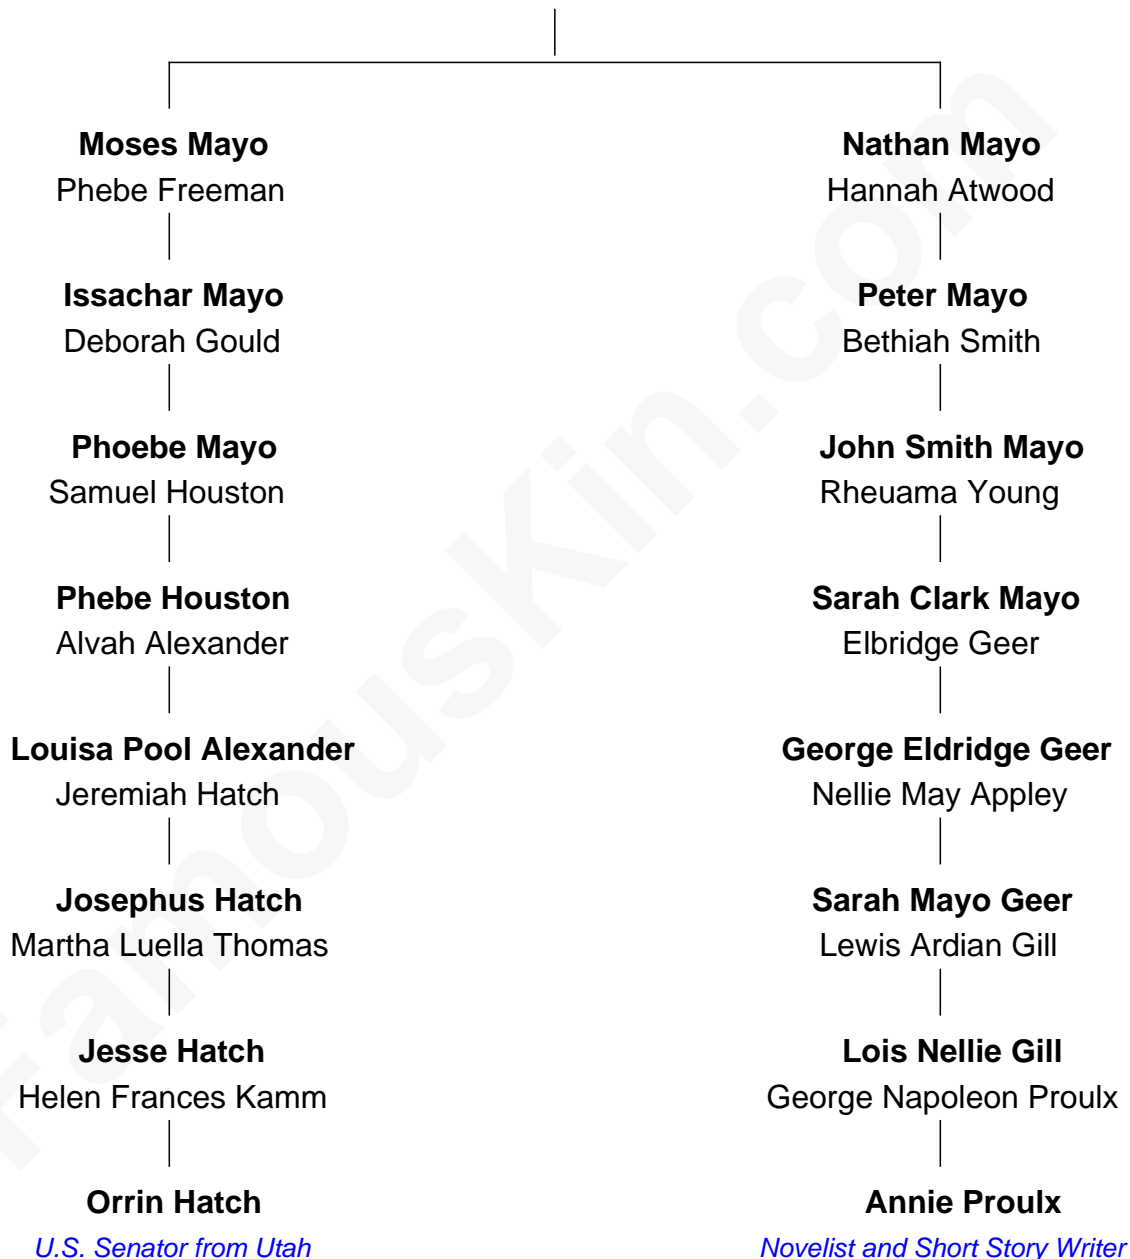 Moses Mayo
Phebe Freeman
Issachar Mayo
Deborah Gould
Phoebe Mayo
Samuel Houston
Phebe Houston
Alvah Alexander
Louisa Pool Alexander
Jeremiah Hatch
Josephus Hatch
Martha Luella Thomas
Jesse Hatch
Helen Frances Kamm
Orrin Hatch
U.S. Senator from Utah
Nathan Mayo
Hannah Atwood
Peter Mayo
Bethiah Smith
John Smith Mayo
Rheuama Young
Sarah Clark Mayo
Elbridge Geer
George Eldridge Geer
Nellie May Appley
Sarah Mayo Geer
Lewis Ardian Gill
Lois Nellie Gill
George Napoleon Proulx
Annie Proulx
Novelist and Short Story Writer
FamousKin.com